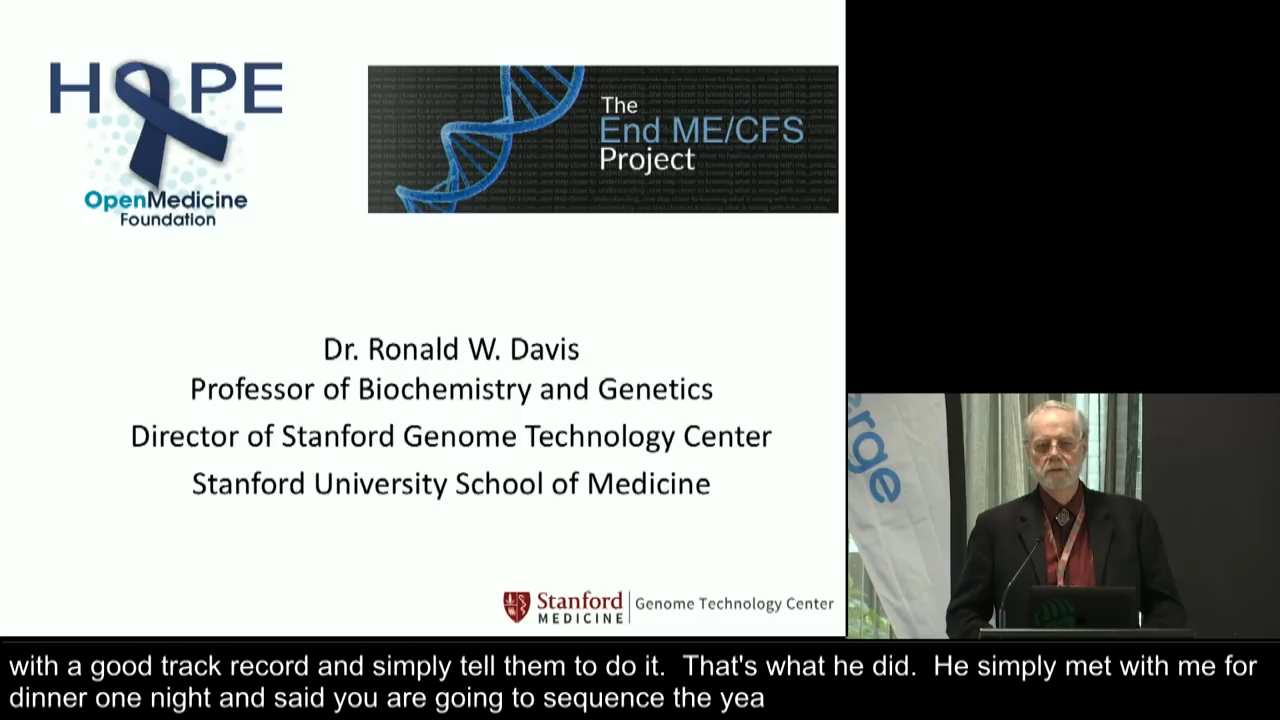 HOPE
OpenMedicine
Foundation
The
End ME/CFS
Project
Dr. Ronald W. Davis
Professor of Biochemistry and Genetics
Director of Stanford Genome Technology Center
Stanford University School of Medicine
Stanford
MEDICINE
Genome Technology Center
erge
with a good track record and simply tell them to do it.  That's what he did.  He simply met with me for
dinner one night and said you are going to sequence the yea